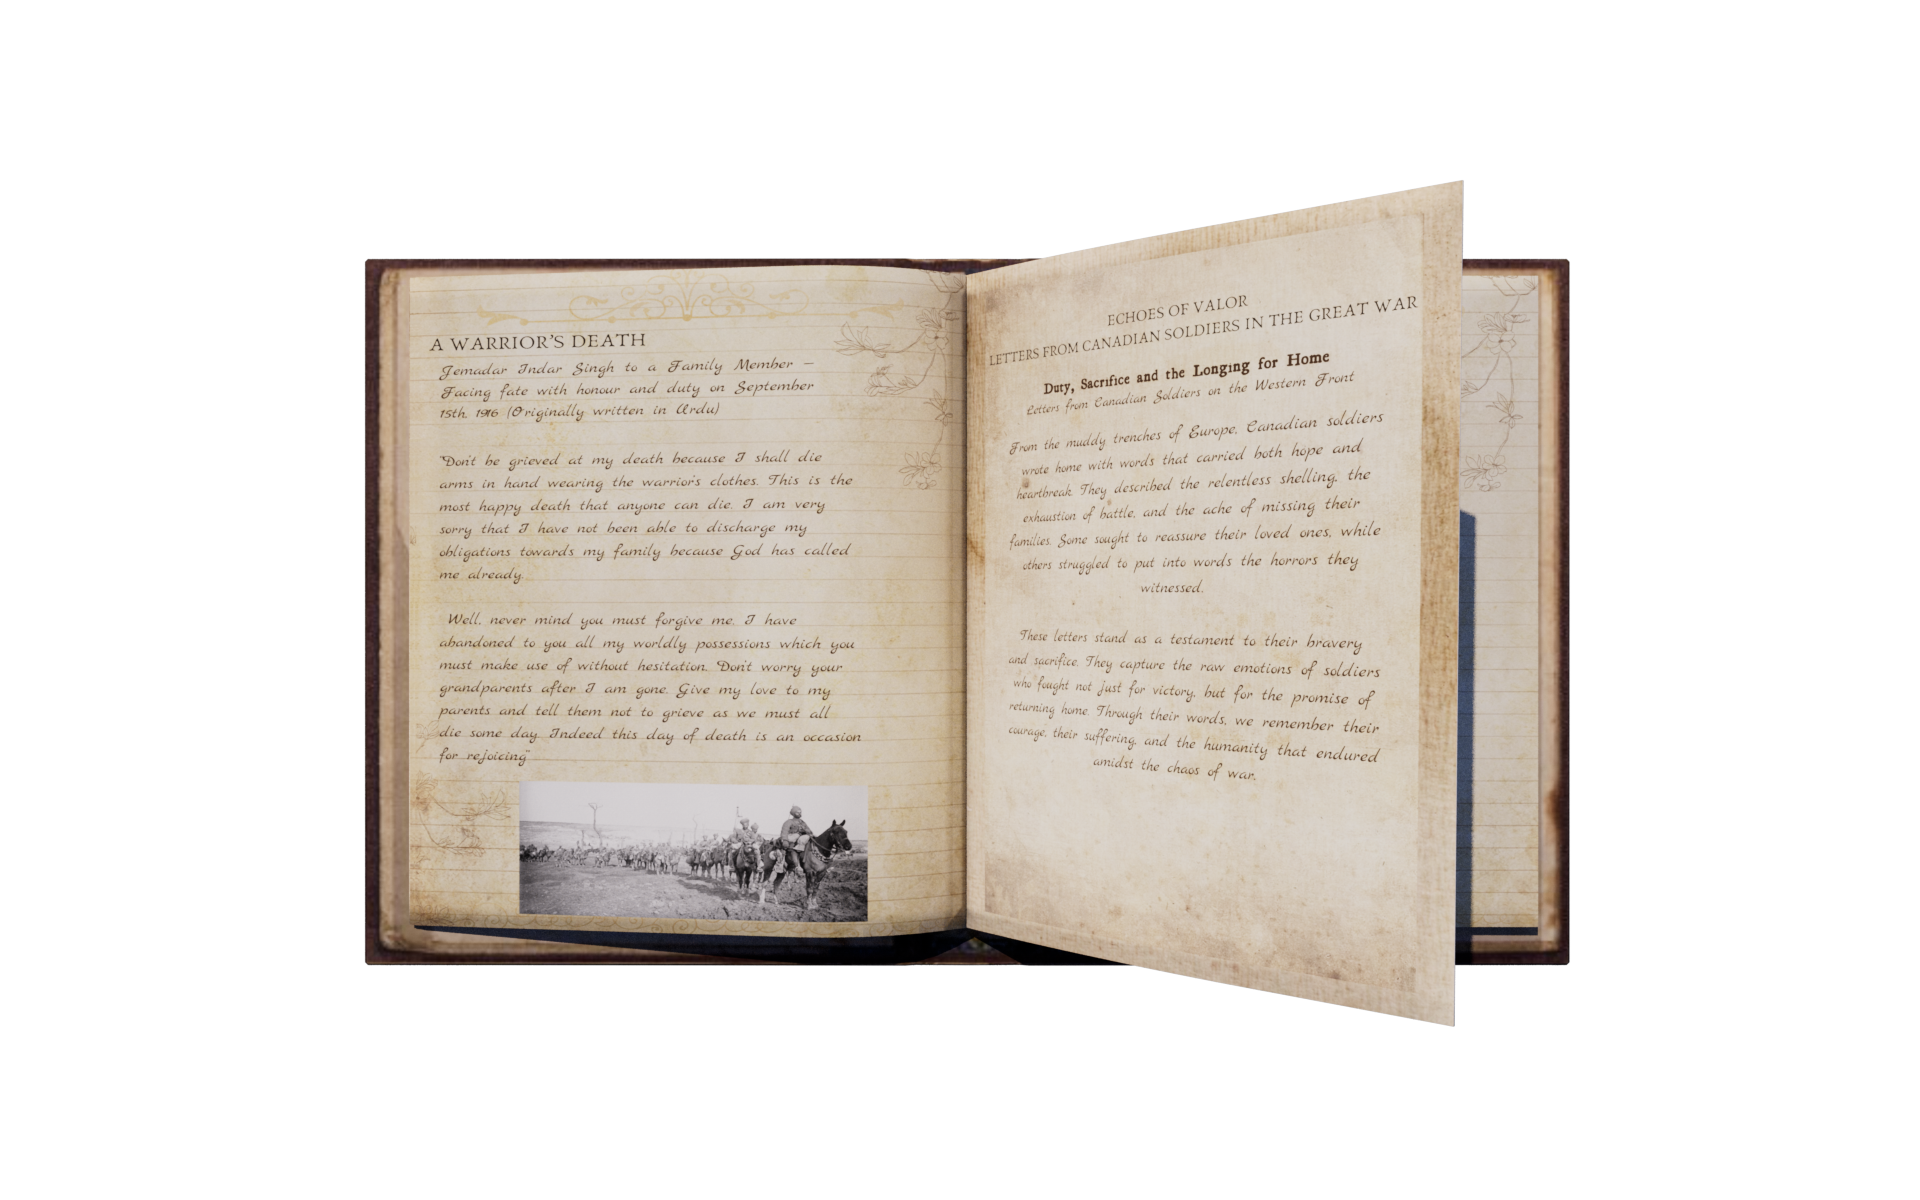 A WARRIOR'S DEATH
Jemadar Indar Singh to a Family Member –
Facing fate with honour and duty on September
15th, 1916 (Originally written in Urdu)
"Don't be grieved at my death because I shall die
arms in hand wearing the warrior's clothes. This is the
most happy death that anyone can die. I am very
sorry that I have not been able to discharge my
obligations towards my family because God has called
me already.
Well, never mind you must forgive me. I have
abandoned to you all my worldly possessions which you
must make use of without hesitation. Don't worry your
grandparents after I am gone. Give my love to my
parents and tell them not to grieve as we must all
die some day. Indeed this day of death is an occasion
for rejoicing"
ECHOES OF VALOR
LETTERS FROM CANADIAN SOLDIERS IN THE GREAT WAR
Duty, Sacrifice and the Longing for Home
Letters from Canadian Soldiers on the Western Front
From the muddy trenches of Europe, Canadian soldiers
wrote home with words that carried both hope and
heartbreak. They described the relentless shelling, the
exhaustion of battle, and the ache of missing their
families. Some sought to reassure their loved ones, while
others struggled to put into words the horrors they
witnessed.
These letters stand as a testament to their bravery
and sacrifice. They capture the raw emotions of soldiers
who fought not just for victory, but for the promise of
returning home. Through their words, we remember their
courage, their suffering, and the humanity that endured
amidst the chaos of war.